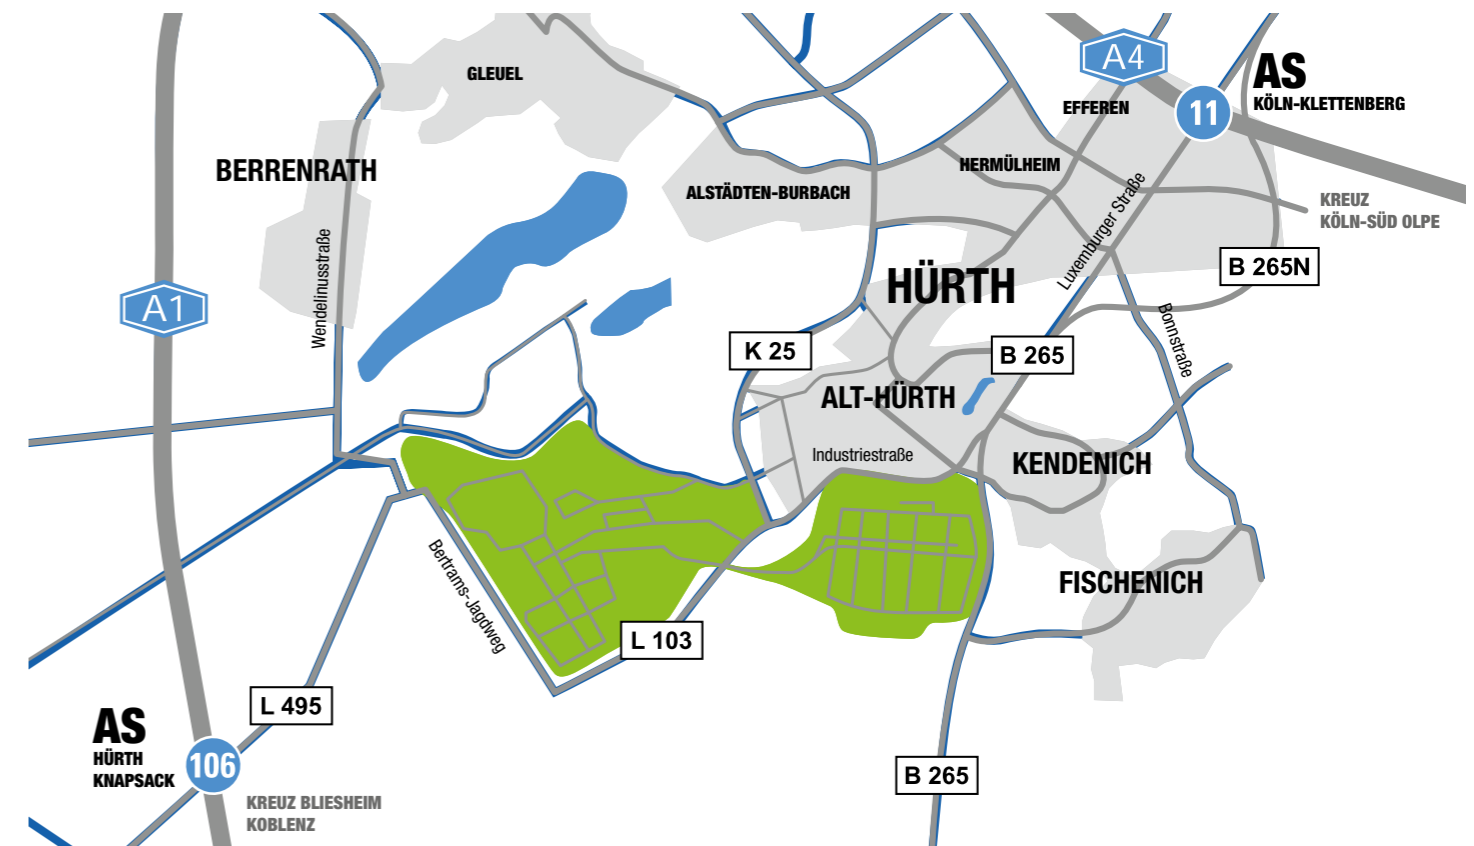 A4
AS
KÖLN-KLETTENBERG
11
GLEUEL
EFFEREN
BERRENRATH
HERMÜLHEIM
ALSTÄDTEN-BURBACH
KREUZ
KÖLN-SÜD OLPE
Luxemburger Straße
Wendelinusstraße
B 265N
HÜRTH
A1
Bonnstraße
K 25
B 265
ALT-HÜRTH
Industriestraße
KENDENICH
Bertrams-Jagdweg
FISCHENICH
L 103
L 495
AS
HÜRTH
KNAPSACK
106
B 265
KREUZ BLIESHEIM
KOBLENZ